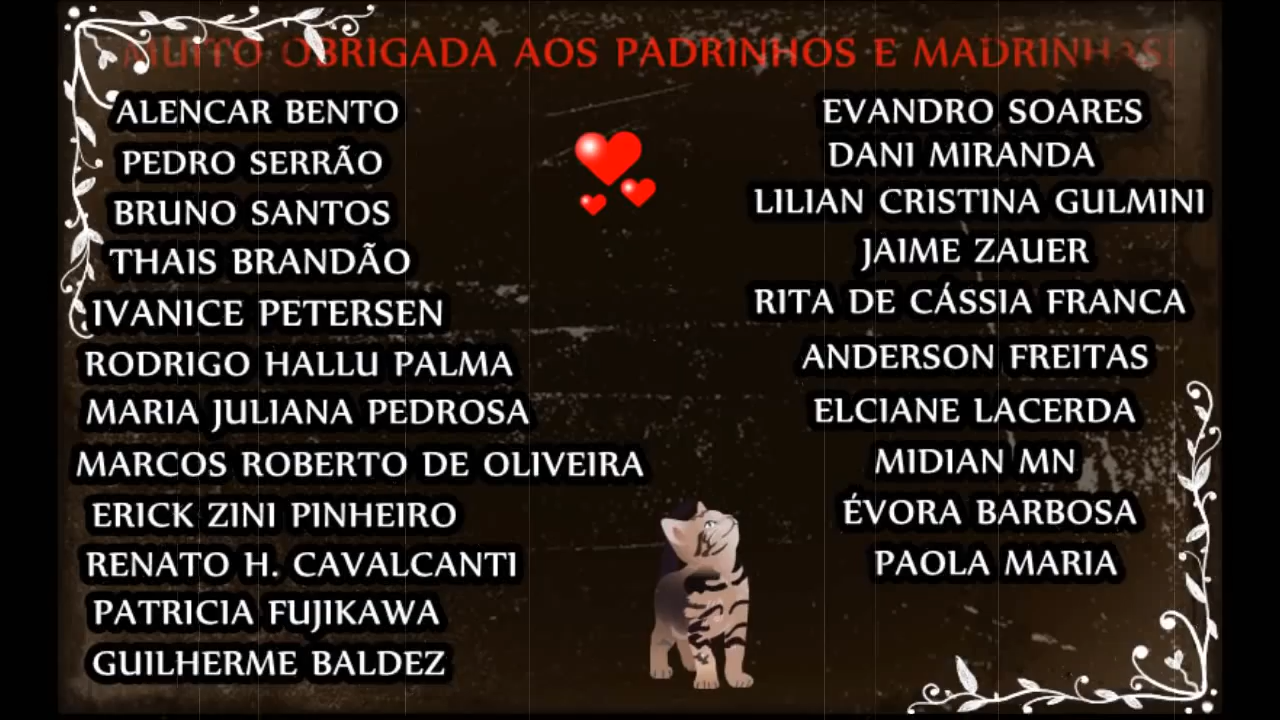 MUITO OBRIGADA AOS PADRINHOS E MADRINHAS!
ALENCAR BENTO
PEDRO SERRÃO
BRUNO SANTOS
THAIS BRANDÃO
IVANICE PETERSEN
RODRIGO HALLU PALMA
MARIA JULIANA PEDROSA
MARCOS ROBERTO DE OLIVEIRA
ERICK ZINI PINHEIRO
RENATO H. CAVALCANTI
PATRICIA FUJIKAWA
GUILHERME BALDEZ
EVANDRO SOARES
DANI MIRANDA
LILIAN CRISTINA GULMINI
JAIME ZAUER
RITA DE CÁSSIA FRANCA
ANDERSON FREITAS
ELCIANE LACERDA
MIDIAN MN
ÉVORA BARBOSA
PAOLA MARIA